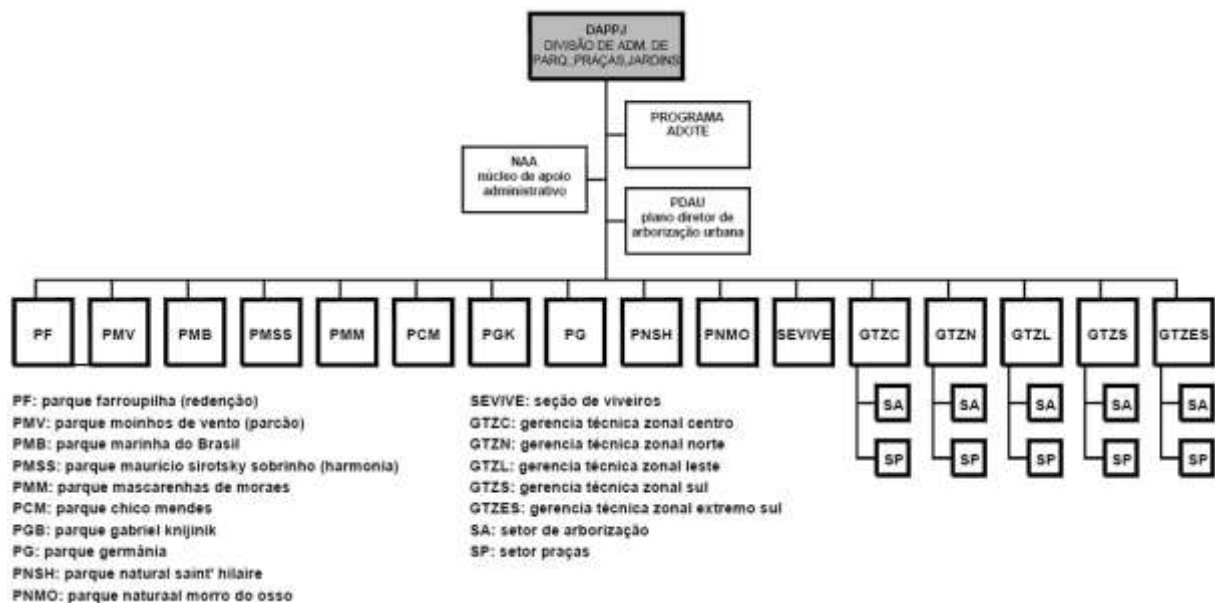 DAPPJ
DIVISÃO DE ADM. DE
PARQ.,PRAÇAS,JARDINS
PROGRAMA
ADOTE
NAA
núcleo de apoio
administrativo
PDAU
plano diretor de
arborização urbana
PF
PMV
PMB
PMSS
PMM
PCM
PGK
PG
PNSH
PNMO
SEVIVE
GTZC
GTZN
GTZL
GTZS
GTZES
SA
SA
SA
SA
SA
SP
SP
SP
SP
SP
PF: parque farroupilha (redenção)
PMV: parque moinhos de vento (parcão)
PMB: parque marinha do Brasil
PMSS: parque mauricio sirotsky sobrinho (harmonia)
PMM: parque mascarenhas de moraes
PCM: parque chico mendes
PGB: parque gabriel knijinik
PG: parque germânia
PNSH: parque natural saint' hilaire
PNMO: parque naturaal morro do osso
SEVIVE: seção de viveiros
GTZC: gerencia técnica zonal centro
GTZN: gerencia técnica zonal norte
GTZL: gerencia técnica zonal leste
GTZS: gerencia técnica zonal sul
GTZES: gerencia técnica zonal extremo sul
SA: setor de arborização
SP: setor praças